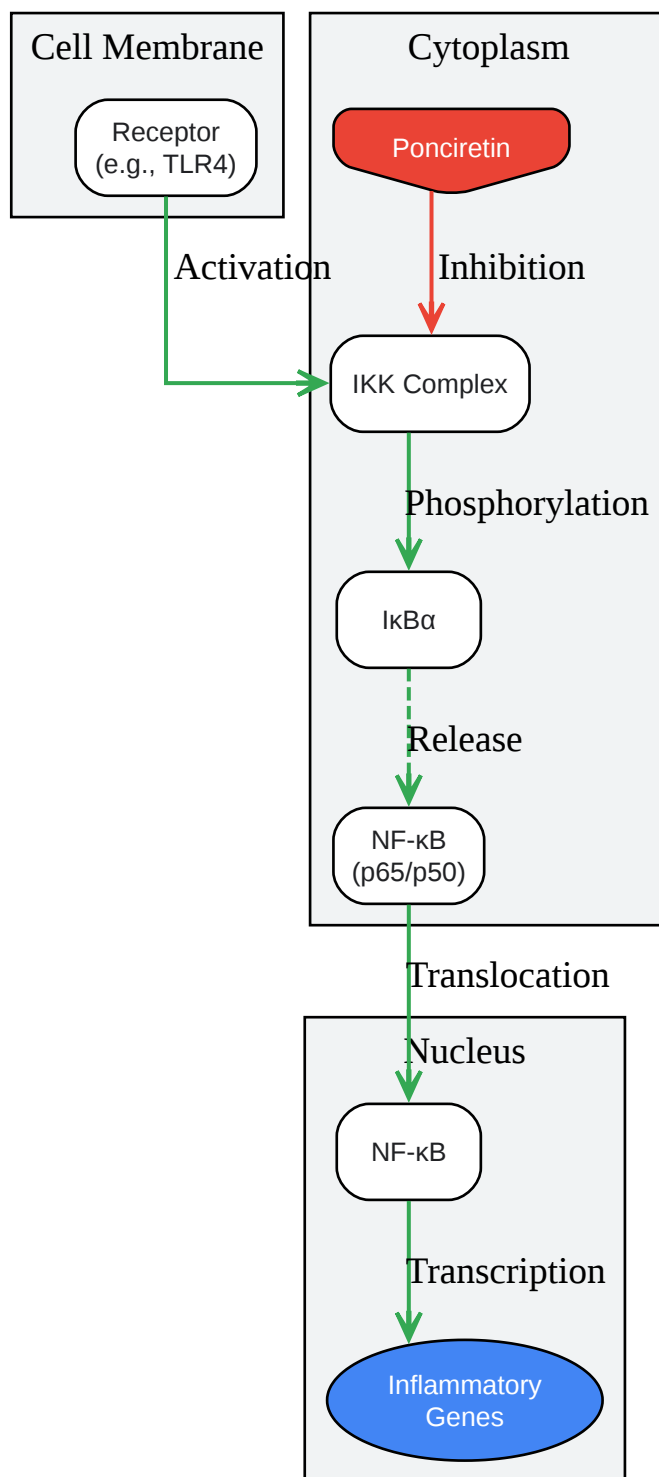 Cell Membrane
Receptor
(e.g., TLR4)
Cytoplasm
Ponciretin
Activation
Inhibition
IKK Complex
Phosphorylation
IκBα
Release
NF-κB
(p65/p50)
Translocation
Nucleus
NF-κB
Transcription
Inflammatory
Genes